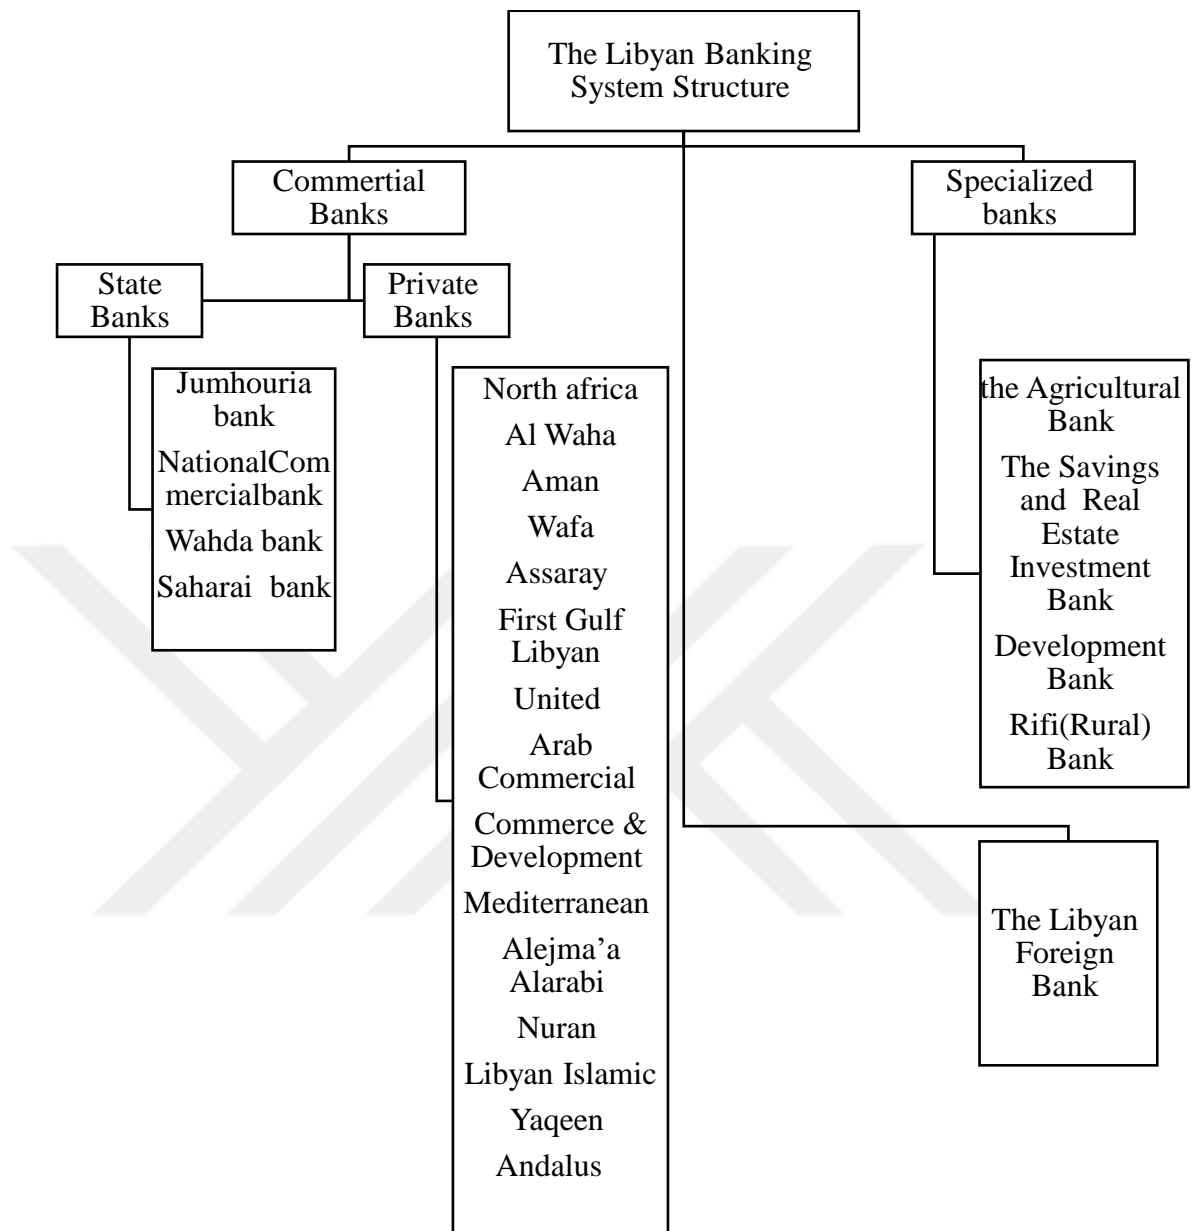 The Libyan Banking
System Structure
Commertial
Banks
Specialized
banks
State
Banks
Private
Banks
Jumhouria
bank
NationalCom
mercialbank
Wahda bank
Saharai bank
North africa
Al Waha
Aman
Wafa
Assaray
First Gulf
Libyan
United
Arab
Commercial
Commerce &
Development
Mediterranean
Alejma’a
Alarabi
Nuran
Libyan Islamic
Yaqeen
Andalus
the Agricultural
Bank
The Savings
and Real
Estate
Investment
Bank
Development
Bank
Rifi(Rural)
Bank
The Libyan
Foreign
Bank